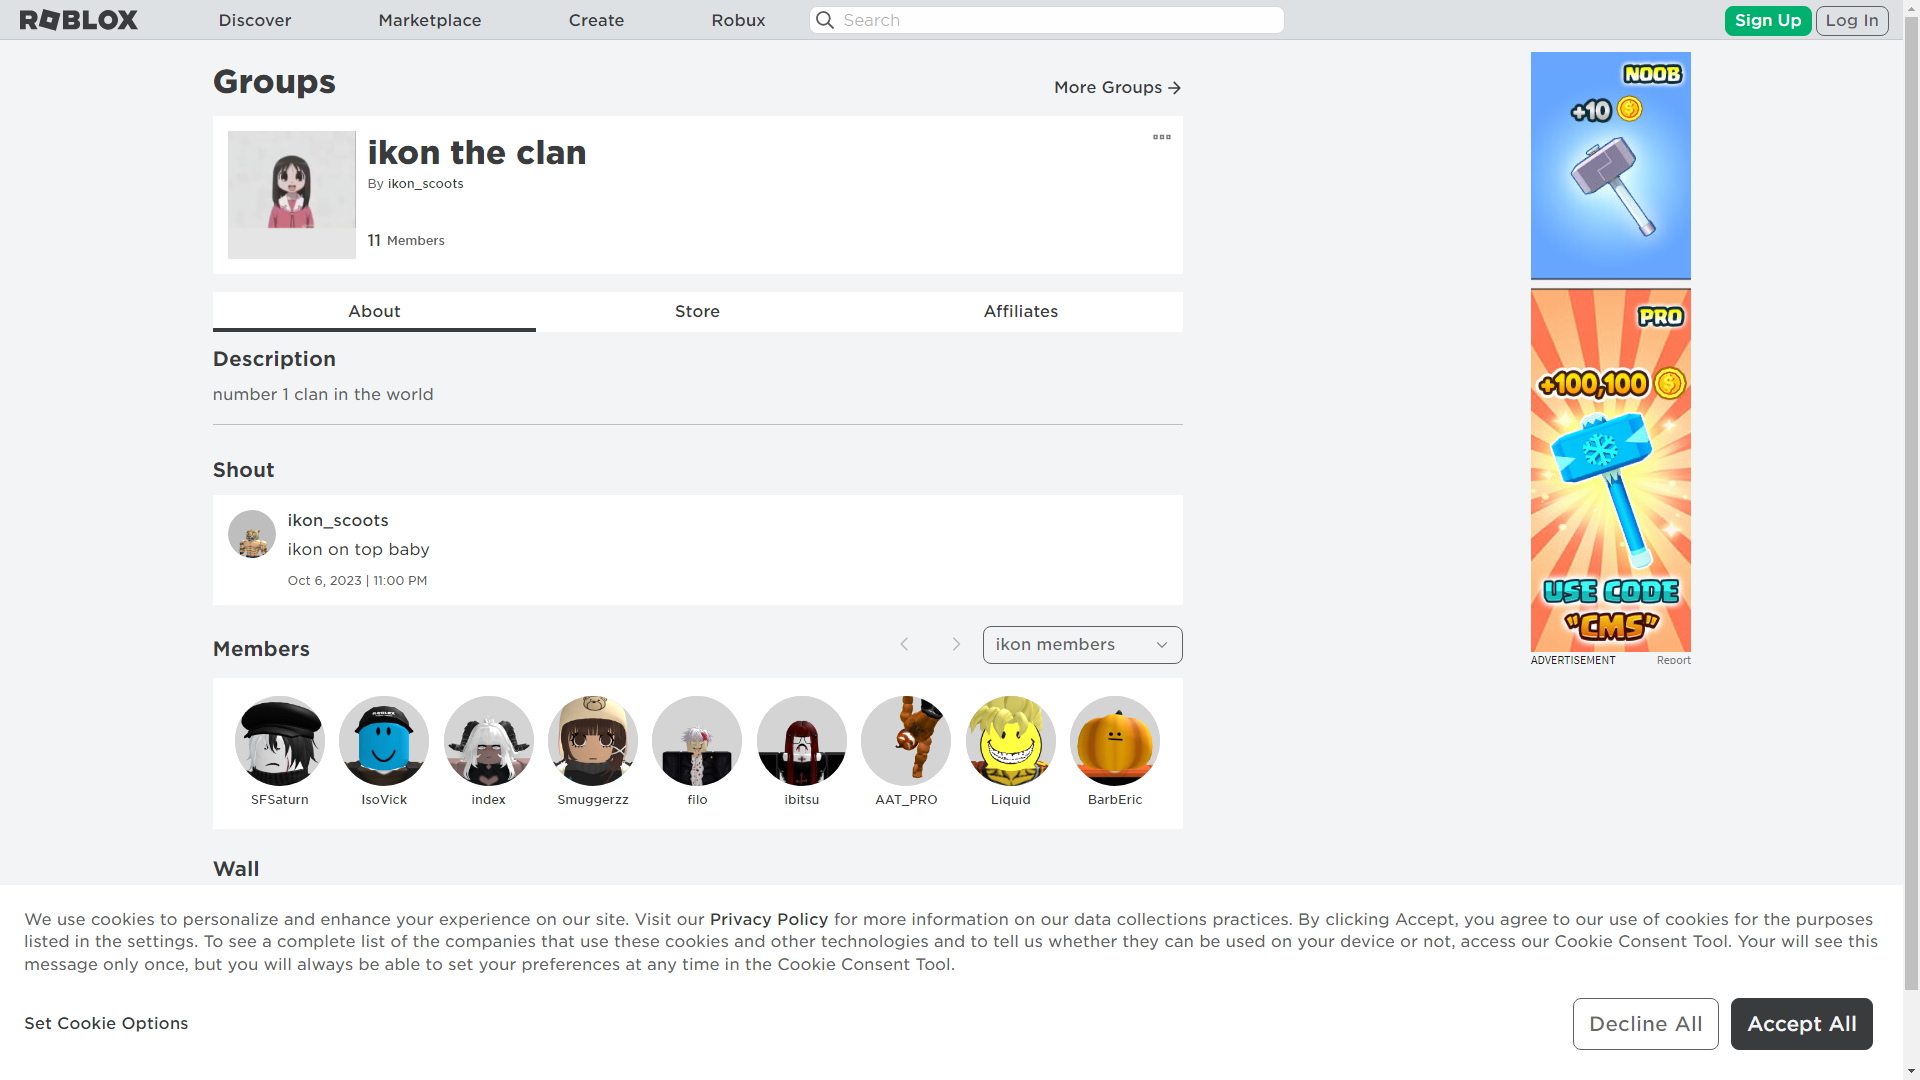 ROBLOX
Discover
Marketplace
Create
Robux
Search
Sign Up
Log In
Groups
More Groups
ikon the clan
By ikon_scoots
11 Members
About
Store
Affiliates
Description
number 1 clan in the world
Shout
ikon_scoots
ikon on top baby
Oct 6, 2023 | 11:00 PM
Members
ikon members
SFSaturn
IsoVick
index
Smuggerzz
filo
ibitsu
AAT_PRO
Liquid
BarbEric
Wall
NOOB
+10
PRO
+100,100
USE CODE
"CMS"
ADVERTISEMENT
Report
We use cookies to personalize and enhance your experience on our site. Visit our Privacy Policy for more information on our data collections practices. By clicking Accept, you agree to our use of cookies for the purposes
listed in the settings. To see a complete list of the companies that use these cookies and other technologies and to tell us whether they can be used on your device or not, access our Cookie Consent Tool. Your will see this
message only once, but you will always be able to set your preferences at any time in the Cookie Consent Tool.
Set Cookie Options
Decline All
Accept All